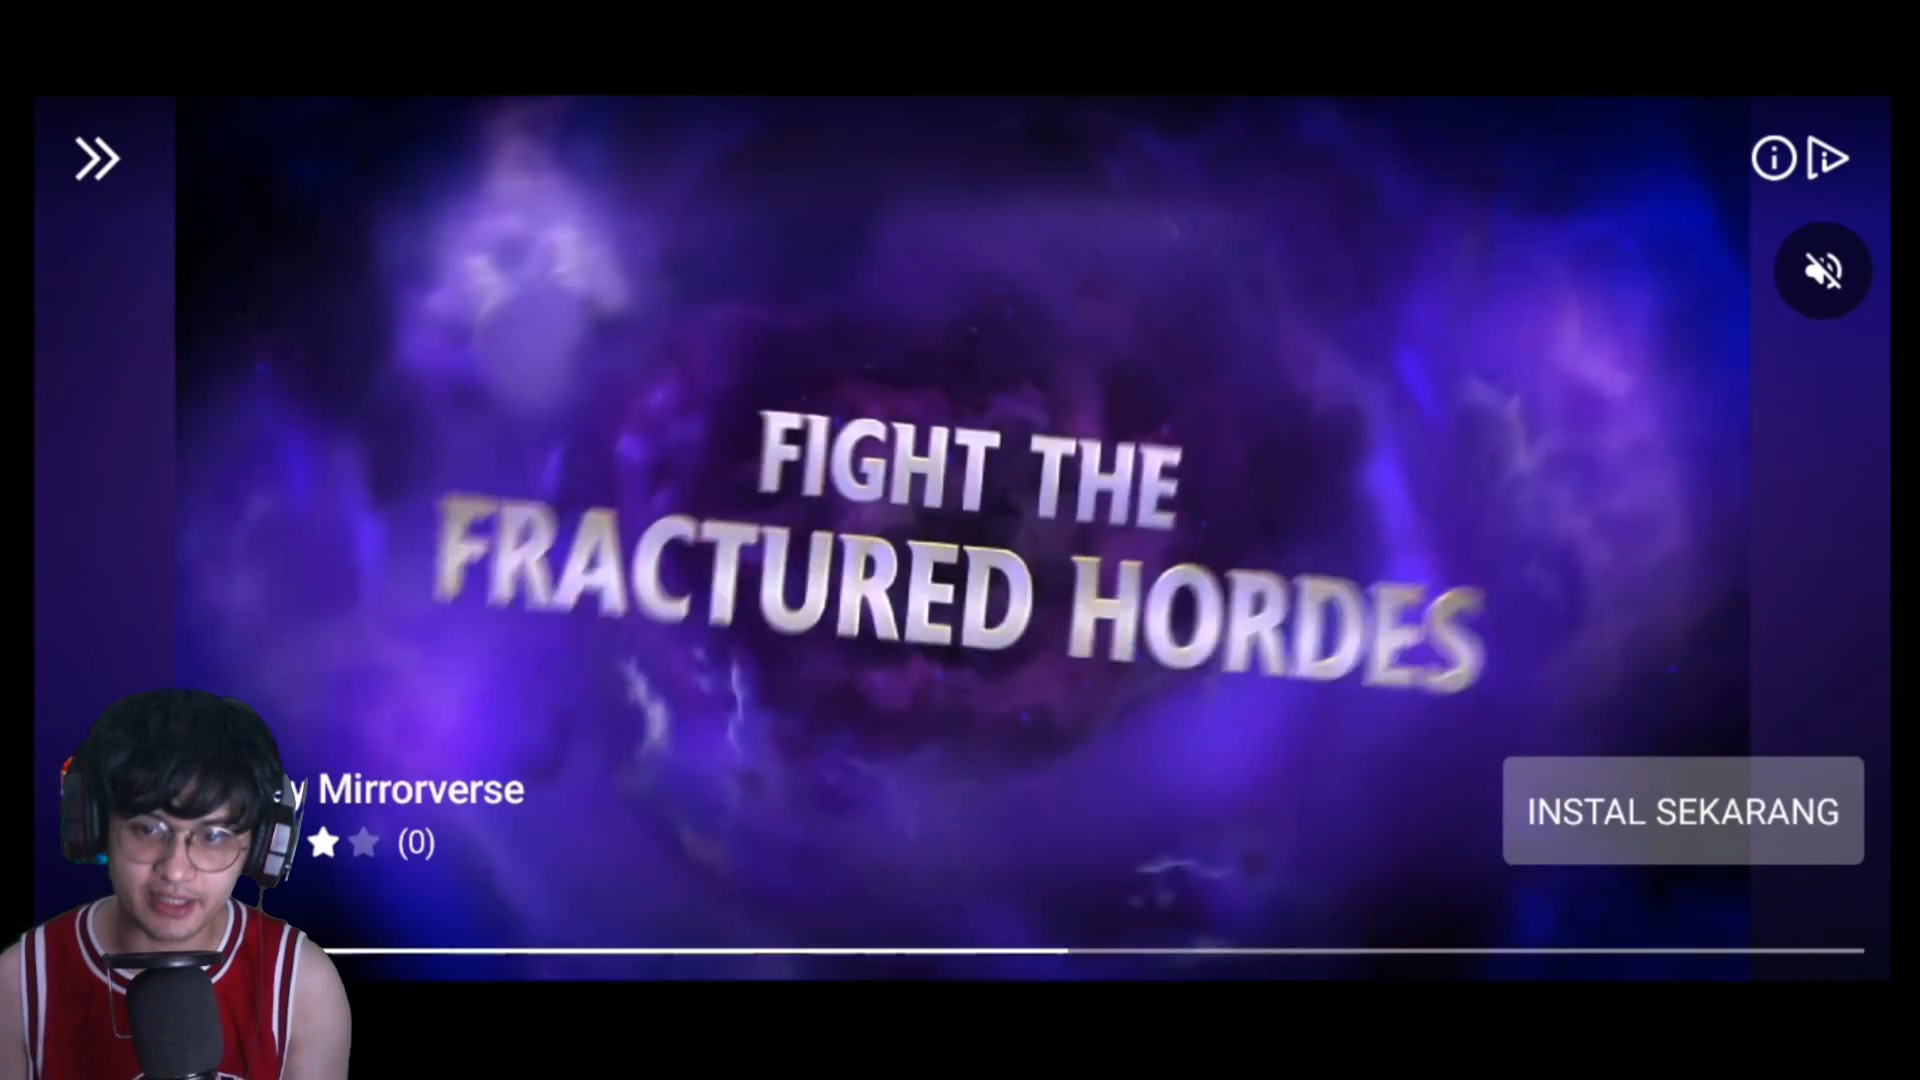 FIGHT THE
FRACTURED HORDES
Mirrorverse
(0)
INSTAL SEKARANG